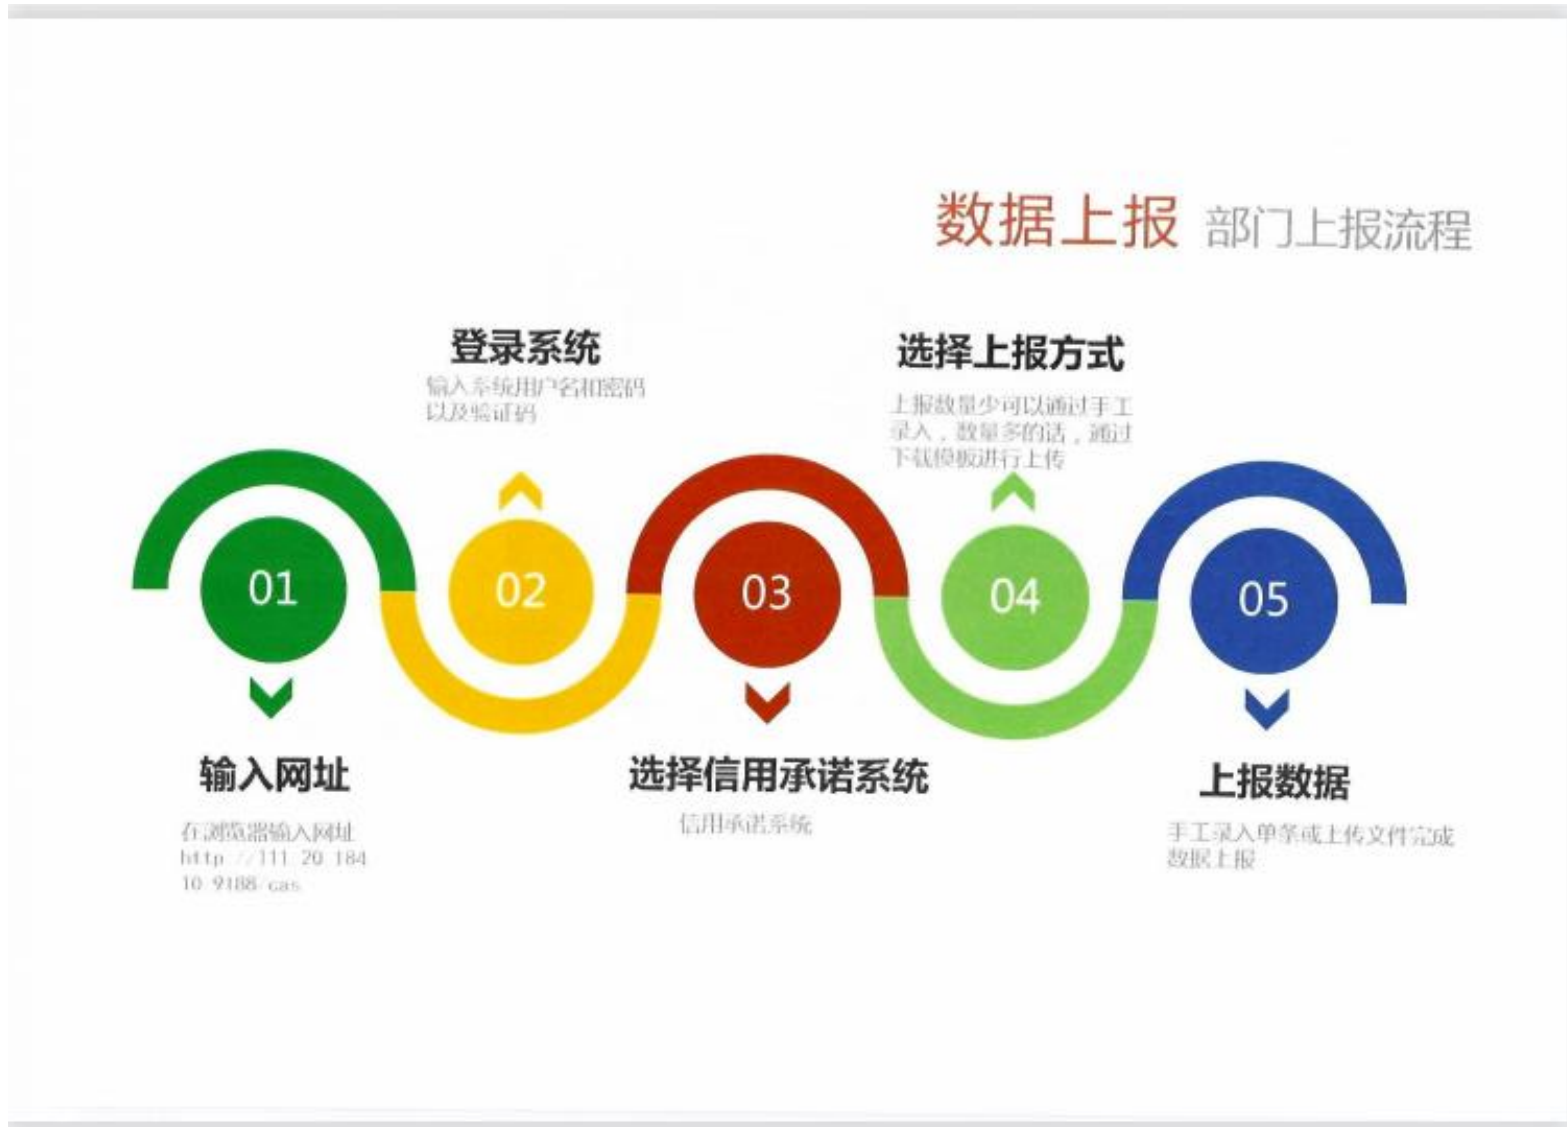 数据上报 部门上报流程
登录系统
输入系统用户名和密码
以及验证码
选择上报方式
上报数量少可以通过手工
录入，数量多的话，通过
下载模板进行上传
01
02
03
04
05
输入网址
在浏览器输入网址
http //111 20 184
10 9188/cas
选择信用承诺系统
信用承诺系统
上报数据
手工录入单条或上传文件完成
数据上报